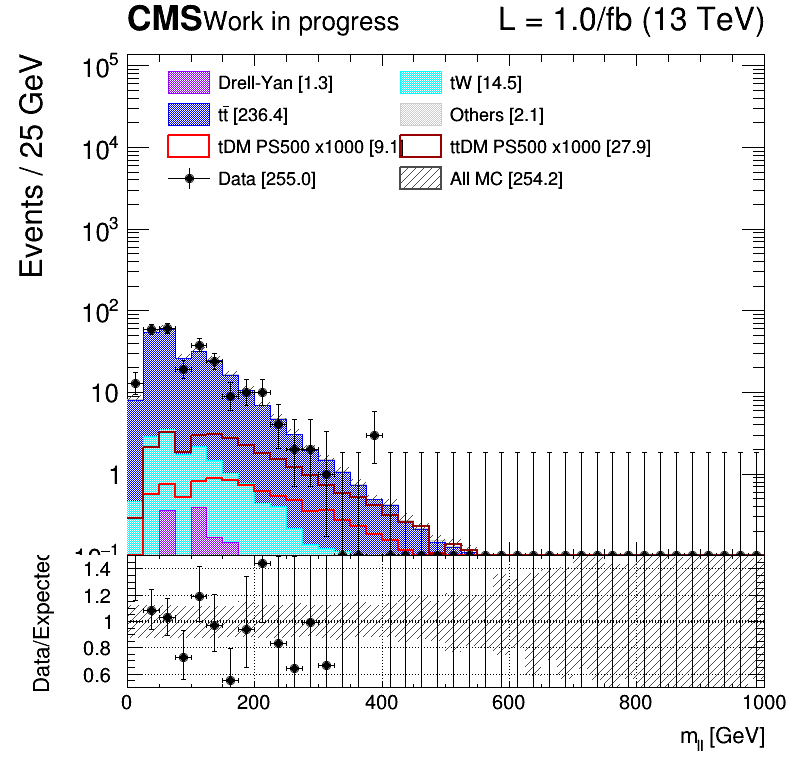 CMS Work in progress L = 1.0/fb (13 TeV)
Events / 25 GeV
10⁵
10⁴
10³
10²
10
1
10⁻¹
Drell-Yan [1.3] tW [14.5]
tt̄ [236.4] Others [2.1]
tDM PS500 x1000 [9.1 ttDM PS500 x1000 [27.9]
Data [255.0] All MC [254.2]
Data/Expected
1.4
1.2
1
0.8
0.6
0 200 400 600 800 1000
m_ll [GeV]